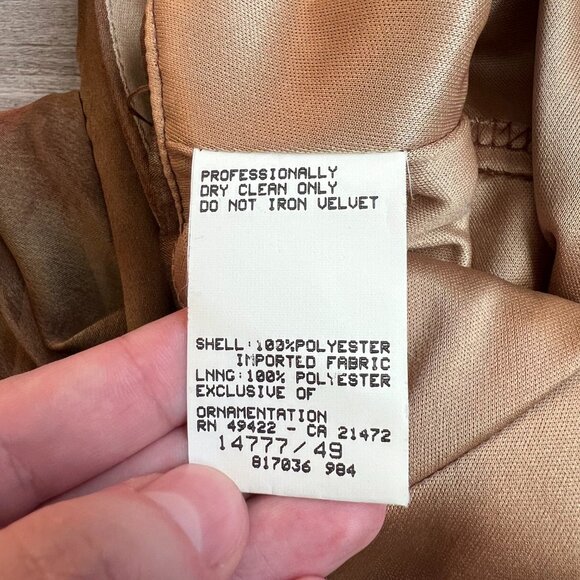 PROFESSIONALLY
DRY CLEAN ONLY
DO NOT IRON VELVET
SHELL:100%POLYESTER
IMPORTED FABRIC
LNNG:100% POLYESTER
EXCLUSIVE OF
ORNAMENTATION
RN 49422 - CA 21472
14777/49
817036 984